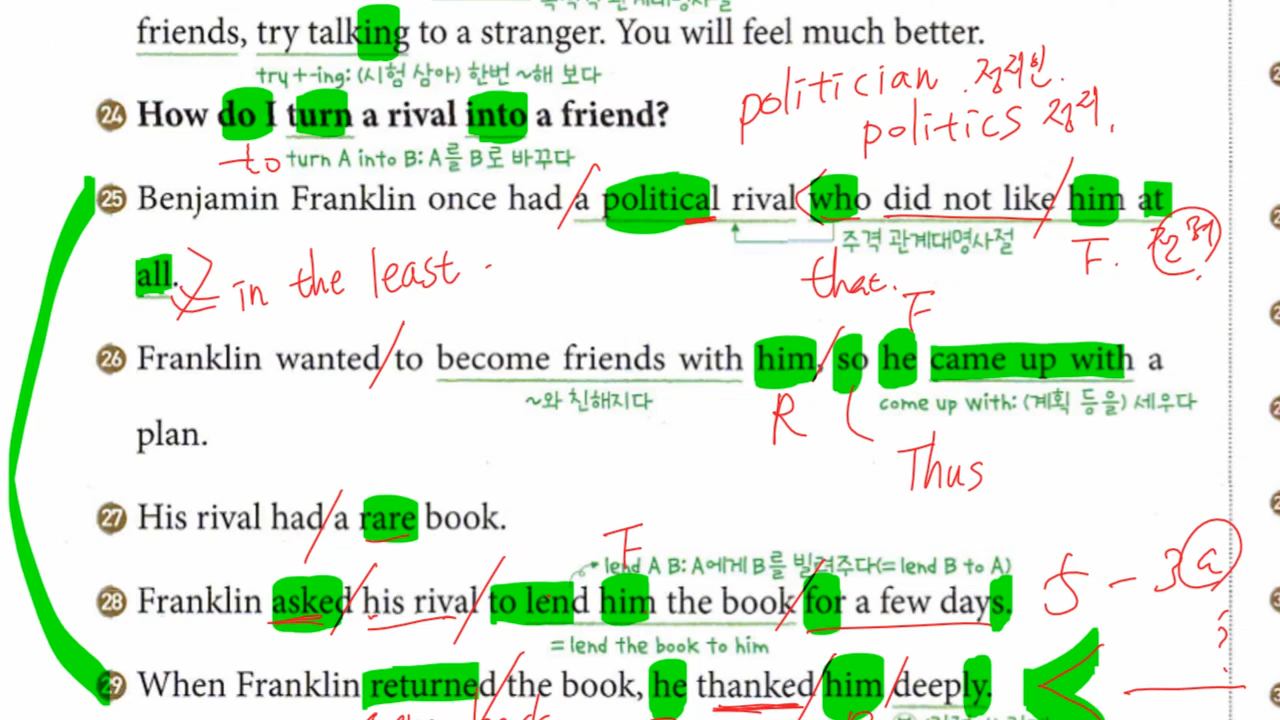 friends, try talking to a stranger. You will feel much better.
try +-ing: (시험 삼아) 한번 ~해 보다
politician 정치인.
politics 정치.
24 How do I turn a rival into a friend?
to turn A into B: A를 B로 바꾸다
25 Benjamin Franklin once had / a political rival who did not like / him at
주격 관계대명사절
F.
all. in the least.
that.
F
26 Franklin wanted / to become friends with him, / so he came up with a
~와 친해지다
come up with: (계획 등을) 세우다
R
plan.
Thus
27 His rival had / a rare book.
F
lend A B: A에게 B를 빌려주다(= lend B to A)
5 - 3 a
28 Franklin asked / his rival / to lend him the book / for a few days.
= lend the book to him
?
29 When Franklin returned / the book, he thanked / him / deeply.